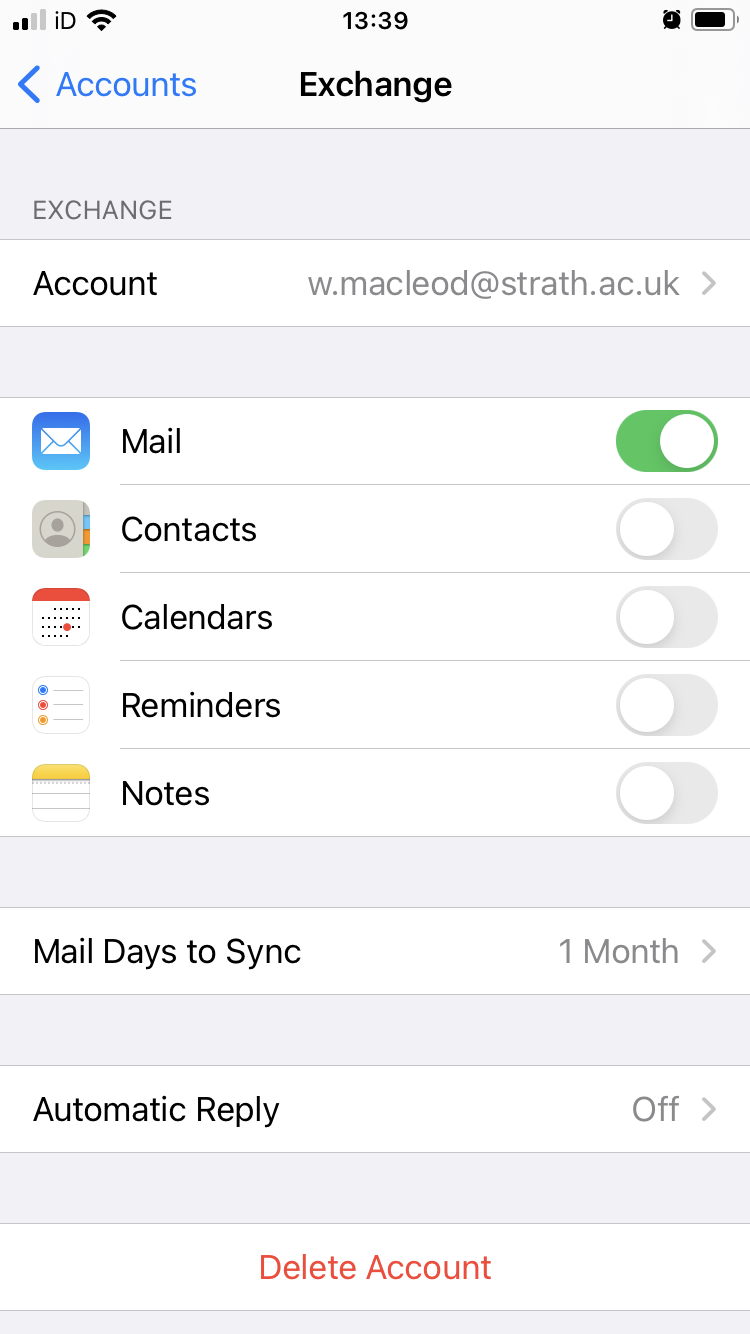 iD 13:39
Accounts Exchange
EXCHANGE
Account w.macleod@strath.ac.uk
Mail
Contacts
Calendars
Reminders
Notes
Mail Days to Sync 1 Month
Automatic Reply Off
Delete Account